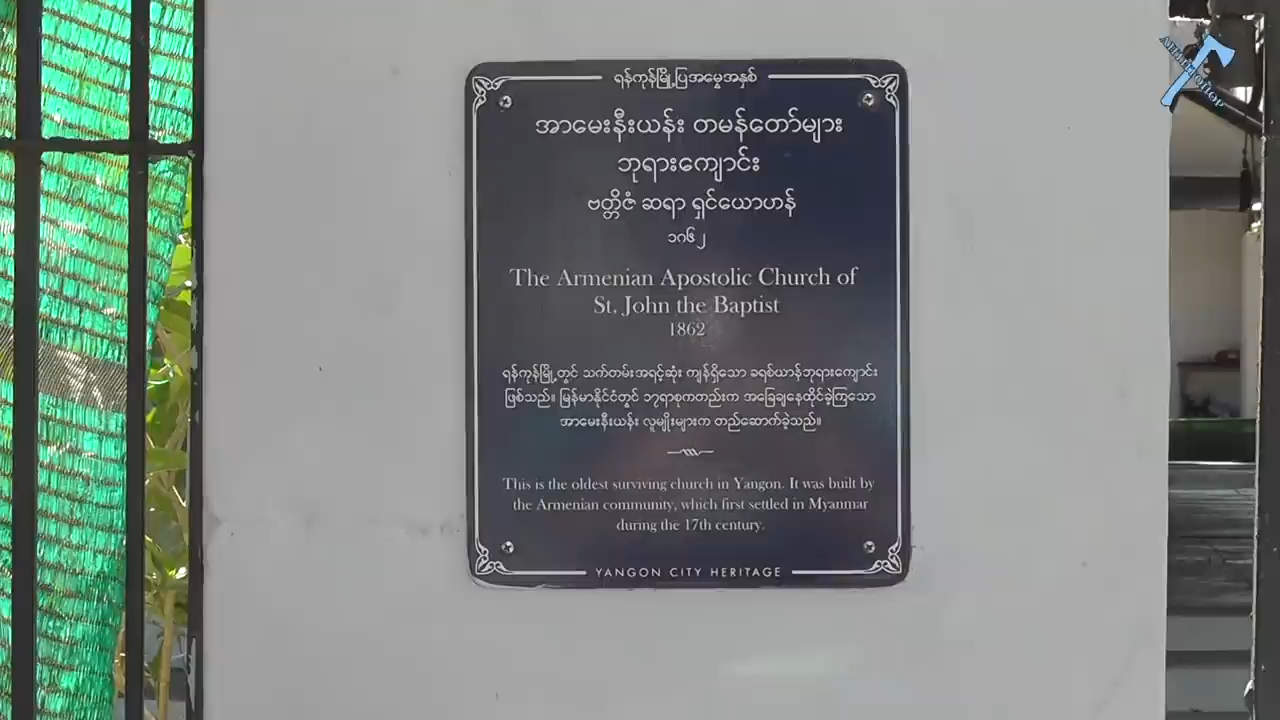 ရန်ကုန်မြို့ပြအမွေအနှစ်
အာမေးနီးယန်း တမန်တော်များ
ဘုရားကျောင်း
ဗတ္တိဇံ ဆရာ ရှင်ယောဟန်
၁၈၆၂
The Armenian Apostolic Church of
St. John the Baptist
1862
ရန်ကုန်မြို့တွင် သက်တမ်းအရင့်ဆုံး ကျန်ရှိသော ခရစ်ယာန်ဘုရားကျောင်း
ဖြစ်သည်။ မြန်မာနိုင်ငံတွင် ၁၇ရာစုကတည်းက အခြေချနေထိုင်ခဲ့ကြသော
အာမေးနီးယန်း လူမျိုးများက တည်ဆောက်ခဲ့သည်။
This is the oldest surviving church in Yangon. It was built by
the Armenian community, which first settled in Myanmar
during the 17th century.
YANGON CITY HERITAGE